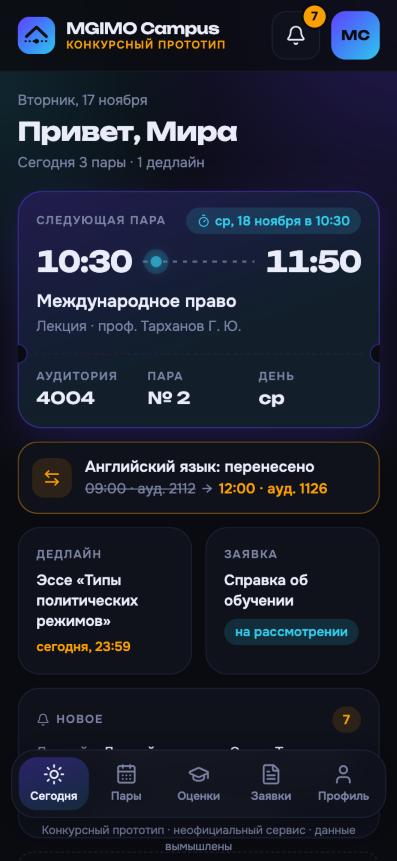 MGIMO Campus
КОНКУРСНЫЙ ПРОТОТИП
7
МС
Вторник, 17 ноября
Привет, Мира
Сегодня 3 пары · 1 дедлайн
СЛЕДУЮЩАЯ ПАРА
ср, 18 ноября в 10:30
10:30
11:50
Международное право
Лекция · проф. Тарханов Г. Ю.
АУДИТОРИЯ
ПАРА
ДЕНЬ
4004
№ 2
ср
Английский язык: перенесено
09:00 · ауд. 2112 → 12:00 · ауд. 1126
ДЕДЛАЙН
Эссе «Типы
политических
режимов»
сегодня, 23:59
ЗАЯВКА
Справка об
обучении
на рассмотрении
НОВОЕ
7
Сегодня
Пары
Оценки
Заявки
Профиль
Конкурсный прототип · неофициальный сервис · данные
вымышлены